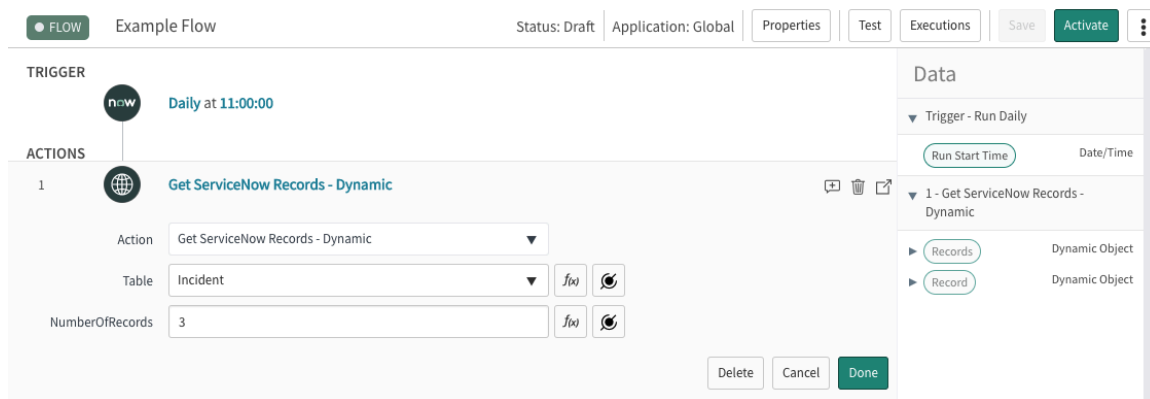 FLOW Example Flow Status: Draft Application: Global Properties Test Executions Save Activate
TRIGGER
now
Daily at 11:00:00
ACTIONS
1 Get ServiceNow Records - Dynamic
Action Get ServiceNow Records - Dynamic
Table Incident f(x)
NumberOfRecords 3 f(x)
Delete Cancel Done
Data
Trigger - Run Daily
Run Start Time Date/Time
1 - Get ServiceNow Records -
Dynamic
Records Dynamic Object
Record Dynamic Object